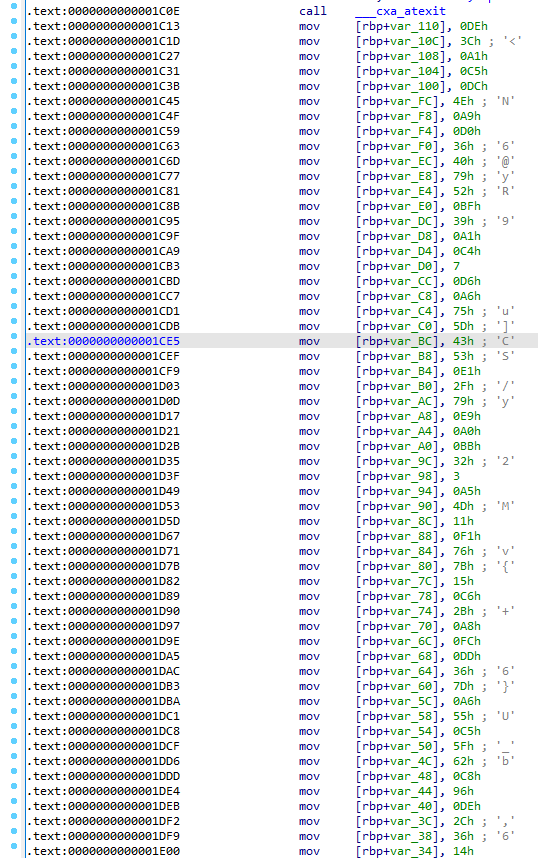 .text:0000000000001C0E call ___cxa_atexit
.text:0000000000001C13 mov [rbp+var_110], 0DEh
.text:0000000000001C1D mov [rbp+var_10C], 3Ch ; '<'
.text:0000000000001C27 mov [rbp+var_108], 0A1h
.text:0000000000001C31 mov [rbp+var_104], 0C5h
.text:0000000000001C3B mov [rbp+var_100], 0DCh
.text:0000000000001C45 mov [rbp+var_FC], 4Eh ; 'N'
.text:0000000000001C4F mov [rbp+var_F8], 0A9h
.text:0000000000001C59 mov [rbp+var_F4], 0D0h
.text:0000000000001C63 mov [rbp+var_F0], 36h ; '6'
.text:0000000000001C6D mov [rbp+var_EC], 40h ; '@'
.text:0000000000001C77 mov [rbp+var_E8], 79h ; 'y'
.text:0000000000001C81 mov [rbp+var_E4], 52h ; 'R'
.text:0000000000001C8B mov [rbp+var_E0], 0BFh
.text:0000000000001C95 mov [rbp+var_DC], 39h ; '9'
.text:0000000000001C9F mov [rbp+var_D8], 0A1h
.text:0000000000001CA9 mov [rbp+var_D4], 0C4h
.text:0000000000001CB3 mov [rbp+var_D0], 7
.text:0000000000001CBD mov [rbp+var_CC], 0D6h
.text:0000000000001CC7 mov [rbp+var_C8], 0A6h
.text:0000000000001CD1 mov [rbp+var_C4], 75h ; 'u'
.text:0000000000001CDB mov [rbp+var_C0], 5Dh ; ']'
.text:0000000000001CE5 mov [rbp+var_BC], 43h ; 'C'
.text:0000000000001CEF mov [rbp+var_B8], 53h ; 'S'
.text:0000000000001CF9 mov [rbp+var_B4], 0E1h
.text:0000000000001D03 mov [rbp+var_B0], 2Fh ; '/'
.text:0000000000001D0D mov [rbp+var_AC], 79h ; 'y'
.text:0000000000001D17 mov [rbp+var_A8], 0E9h
.text:0000000000001D21 mov [rbp+var_A4], 0A0h
.text:0000000000001D2B mov [rbp+var_A0], 0BBh
.text:0000000000001D35 mov [rbp+var_9C], 32h ; '2'
.text:0000000000001D3F mov [rbp+var_98], 3
.text:0000000000001D49 mov [rbp+var_94], 0A5h
.text:0000000000001D53 mov [rbp+var_90], 4Dh ; 'M'
.text:0000000000001D5D mov [rbp+var_8C], 11h
.text:0000000000001D67 mov [rbp+var_88], 0F1h
.text:0000000000001D71 mov [rbp+var_84], 76h ; 'v'
.text:0000000000001D7B mov [rbp+var_80], 7Bh ; '{'
.text:0000000000001D82 mov [rbp+var_7C], 15h
.text:0000000000001D89 mov [rbp+var_78], 0C6h
.text:0000000000001D90 mov [rbp+var_74], 2Bh ; '+'
.text:0000000000001D97 mov [rbp+var_70], 0A8h
.text:0000000000001D9E mov [rbp+var_6C], 0FCh
.text:0000000000001DA5 mov [rbp+var_68], 0DDh
.text:0000000000001DAC mov [rbp+var_64], 36h ; '6'
.text:0000000000001DB3 mov [rbp+var_60], 7Dh ; '}'
.text:0000000000001DBA mov [rbp+var_5C], 0A6h
.text:0000000000001DC1 mov [rbp+var_58], 55h ; 'U'
.text:0000000000001DC8 mov [rbp+var_54], 0C5h
.text:0000000000001DCF mov [rbp+var_50], 5Fh ; '_'
.text:0000000000001DD6 mov [rbp+var_4C], 62h ; 'b'
.text:0000000000001DDD mov [rbp+var_48], 0C8h
.text:0000000000001DE4 mov [rbp+var_44], 96h
.text:0000000000001DEB mov [rbp+var_40], 0DEh
.text:0000000000001DF2 mov [rbp+var_3C], 2Ch ; ','
.text:0000000000001DF9 mov [rbp+var_38], 36h ; '6'
.text:0000000000001E00 mov [rbp+var_34], 14h